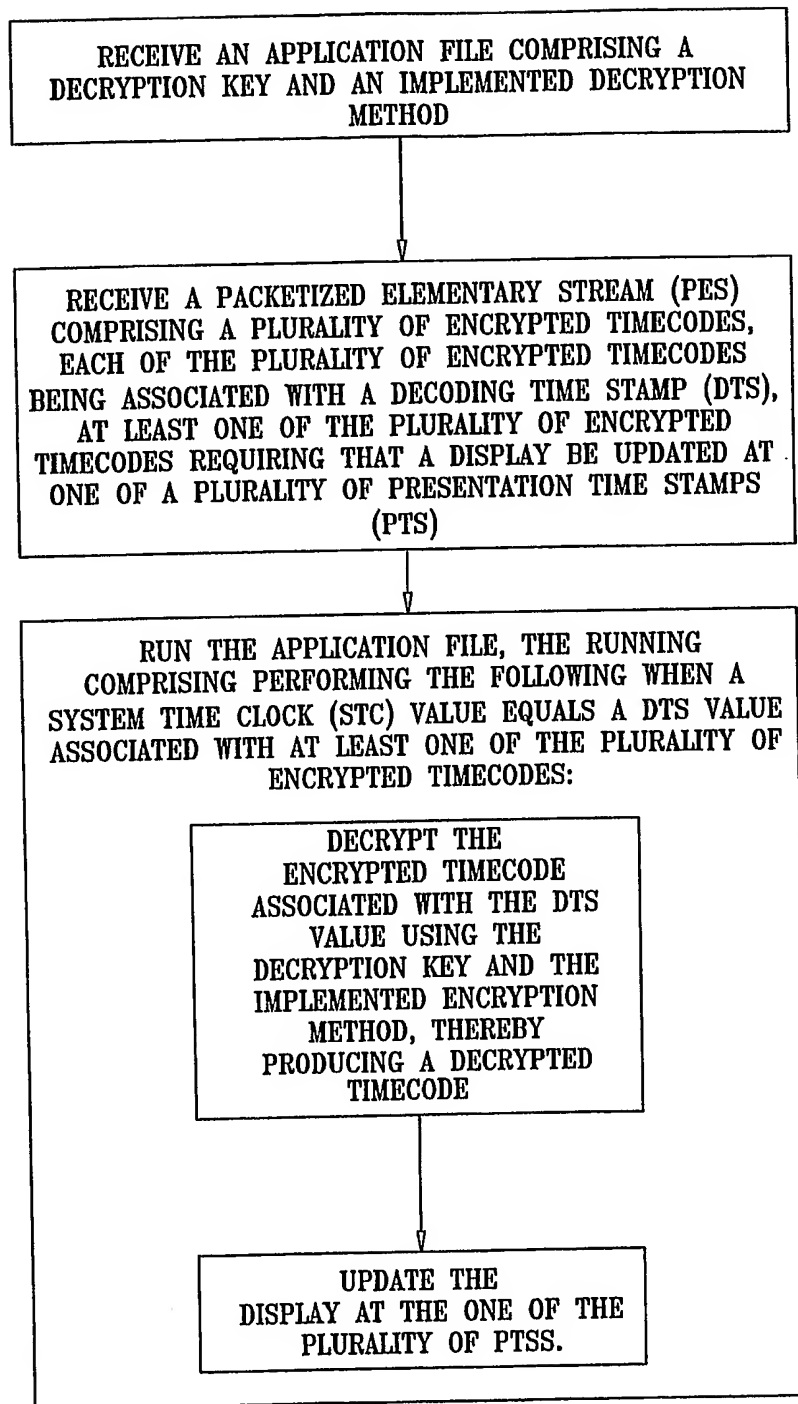 RECEIVE AN APPLICATION FILE COMPRISING A
DECRYPTION KEY AND AN IMPLEMENTED DECRYPTION
METHOD
RECEIVE A PACKETIZED ELEMENTARY STREAM (PES)
COMPRISING A PLURALITY OF ENCRYPTED TIMECODES,
EACH OF THE PLURALITY OF ENCRYPTED TIMECODES
BEING ASSOCIATED WITH A DECODING TIME STAMP (DTS),
AT LEAST ONE OF THE PLURALITY OF ENCRYPTED
TIMECODES REQUIRING THAT A DISPLAY BE UPDATED AT
ONE OF A PLURALITY OF PRESENTATION TIME STAMPS
(PTS)
RUN THE APPLICATION FILE, THE RUNNING
COMPRISING PERFORMING THE FOLLOWING WHEN A
SYSTEM TIME CLOCK (STC) VALUE EQUALS A DTS VALUE
ASSOCIATED WITH AT LEAST ONE OF THE PLURALITY OF
ENCRYPTED TIMECODES:
DECRYPT THE
ENCRYPTED TIMECODE
ASSOCIATED WITH THE DTS
VALUE USING THE
DECRYPTION KEY AND THE
IMPLEMENTED ENCRYPTION
METHOD, THEREBY
PRODUCING A DECRYPTED
TIMECODE
UPDATE THE
DISPLAY AT THE ONE OF THE
PLURALITY OF PTSS.